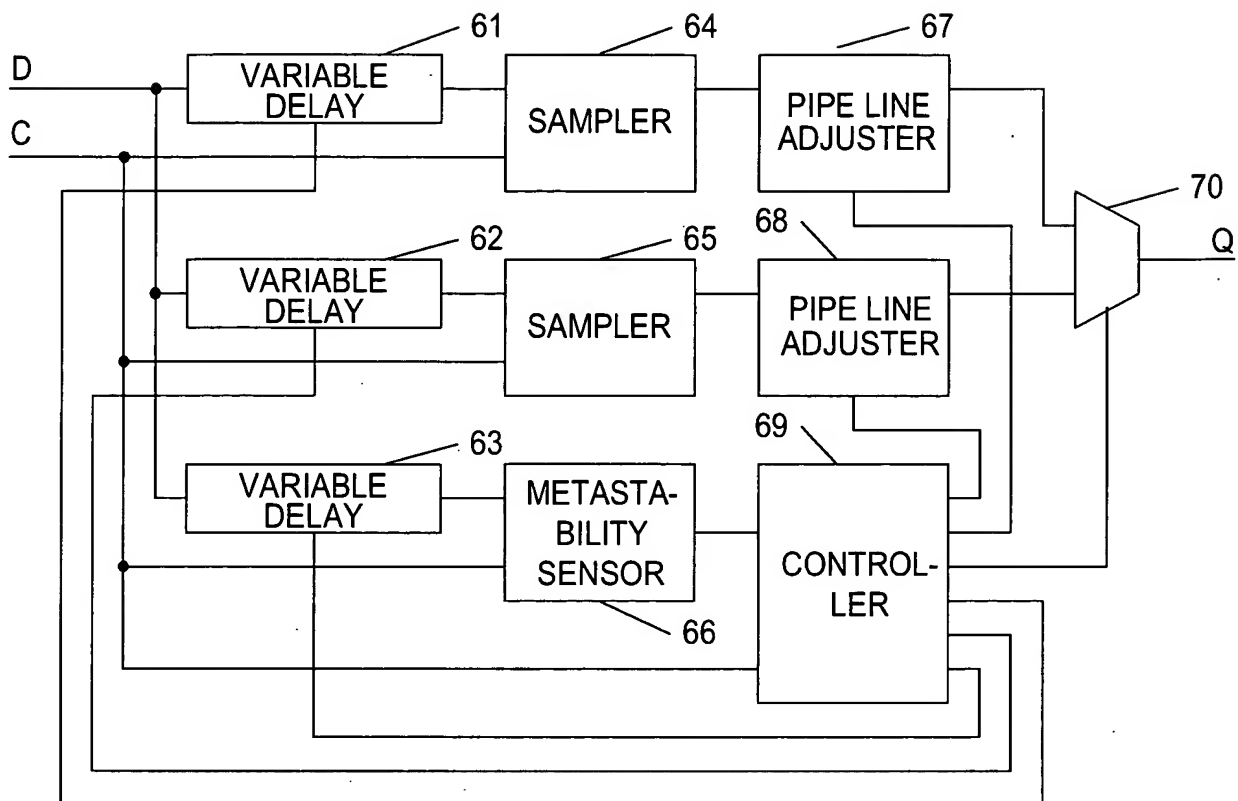 61
64
67
D
VARIABLE
DELAY
SAMPLER
PIPE LINE
ADJUSTER
C
70
62
65
68
Q
VARIABLE
DELAY
SAMPLER
PIPE LINE
ADJUSTER
63
69
VARIABLE
DELAY
METASTA-
BILITY
SENSOR
CONTROL-
LER
66